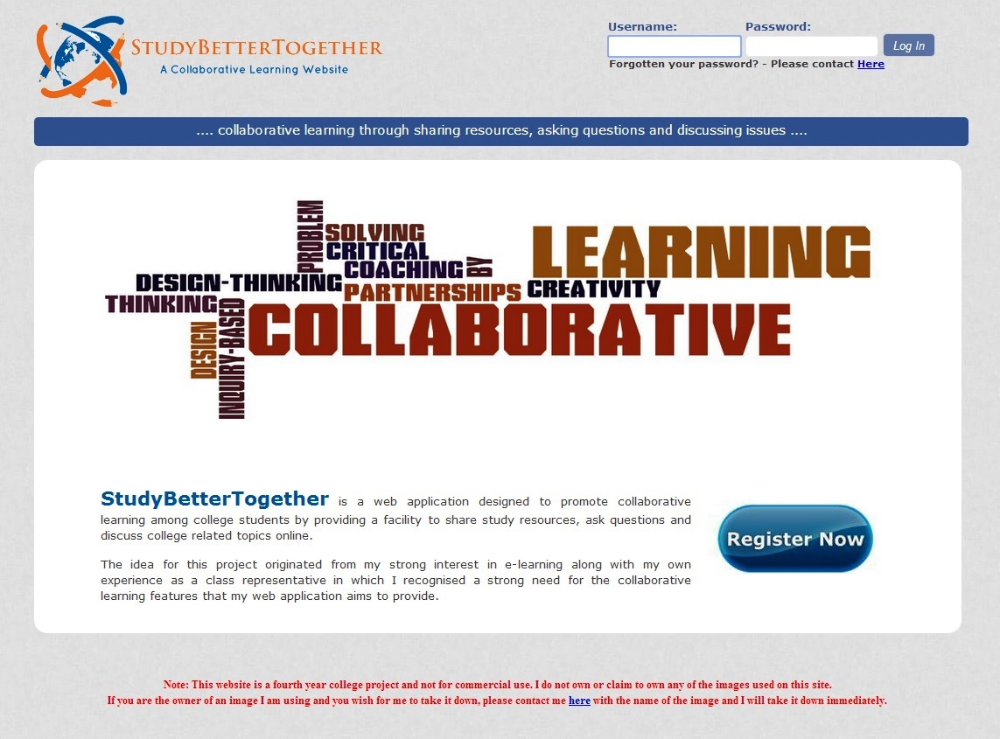 STUDYBETTERTOGETHER
A Collaborative Learning Website
Username:
Password:
Log In
Forgotten your password? - Please contact Here
.... collaborative learning through sharing resources, asking questions and discussing issues ....
PROBLEM
SOLVING
CRITICAL
COACHING
BY
LEARNING
DESIGN-THINKING
PARTNERSHIPS
CREATIVITY
THINKING
COLLABORATIVE
DESIGN
INQUIRY-BASED
StudyBetterTogether is a web application designed to promote collaborative
learning among college students by providing a facility to share study resources, ask questions and
discuss college related topics online.
Register Now
The idea for this project originated from my strong interest in e-learning along with my own
experience as a class representative in which I recognised a strong need for the collaborative
learning features that my web application aims to provide.
Note: This website is a fourth year college project and not for commercial use. I do not own or claim to own any of the images used on this site.
If you are the owner of an image I am using and you wish for me to take it down, please contact me here with the name of the image and I will take it down immediately.